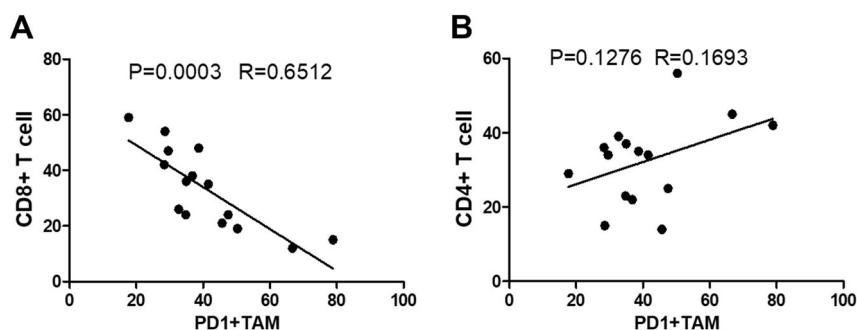 A
P=0.0003 R=0.6512
CD8+ T cell
80
60
40
20
0
0 20 40 60 80 100
PD1+TAM
B
P=0.1276 R=0.1693
CD4+ T cell
60
40
20
0
0 20 40 60 80 100
PD1+TAM